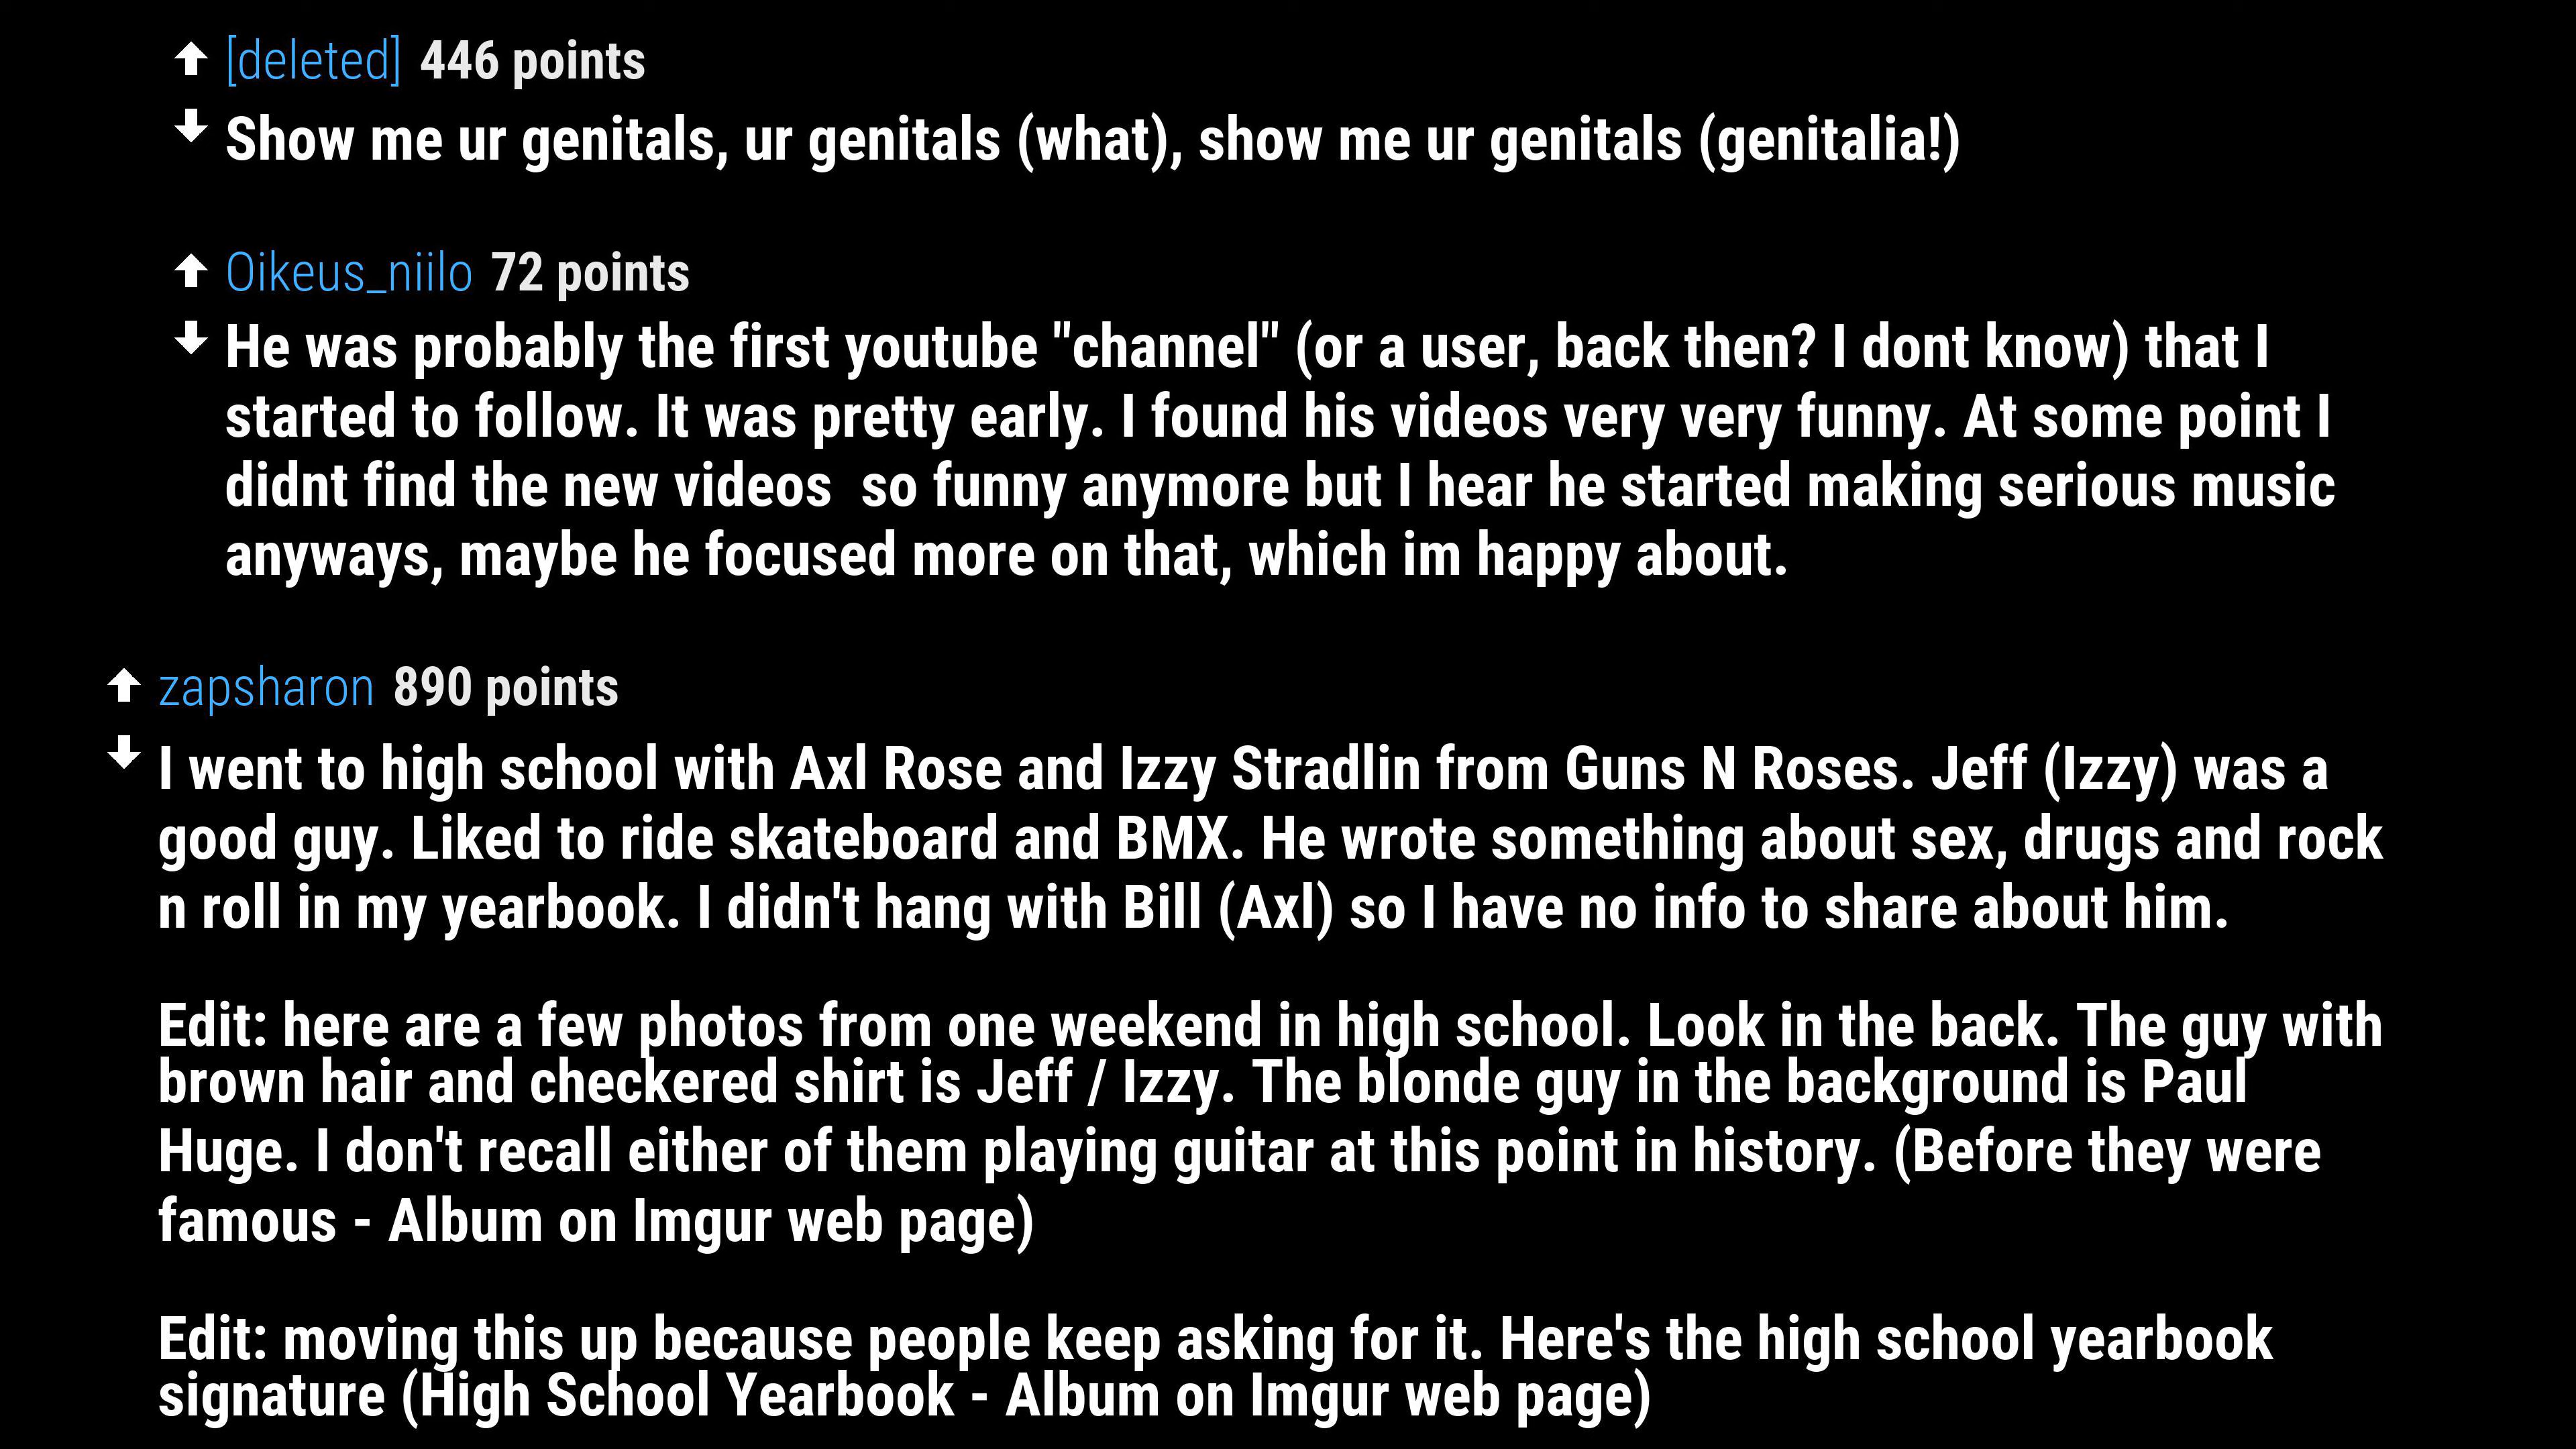 [deleted] 446 points
Show me ur genitals, ur genitals (what), show me ur genitals (genitalia!)
Oikeus_niilo 72 points
He was probably the first youtube "channel" (or a user, back then? I dont know) that I
started to follow. It was pretty early. I found his videos very very funny. At some point I
didnt find the new videos  so funny anymore but I hear he started making serious music
anyways, maybe he focused more on that, which im happy about.
zapsharon 890 points
I went to high school with Axl Rose and Izzy Stradlin from Guns N Roses. Jeff (Izzy) was a
good guy. Liked to ride skateboard and BMX. He wrote something about sex, drugs and rock
n roll in my yearbook. I didn't hang with Bill (Axl) so I have no info to share about him.
Edit: here are a few photos from one weekend in high school. Look in the back. The guy with
brown hair and checkered shirt is Jeff / Izzy. The blonde guy in the background is Paul
Huge. I don't recall either of them playing guitar at this point in history. (Before they were
famous - Album on Imgur web page)
Edit: moving this up because people keep asking for it. Here's the high school yearbook
signature (High School Yearbook - Album on Imgur web page)